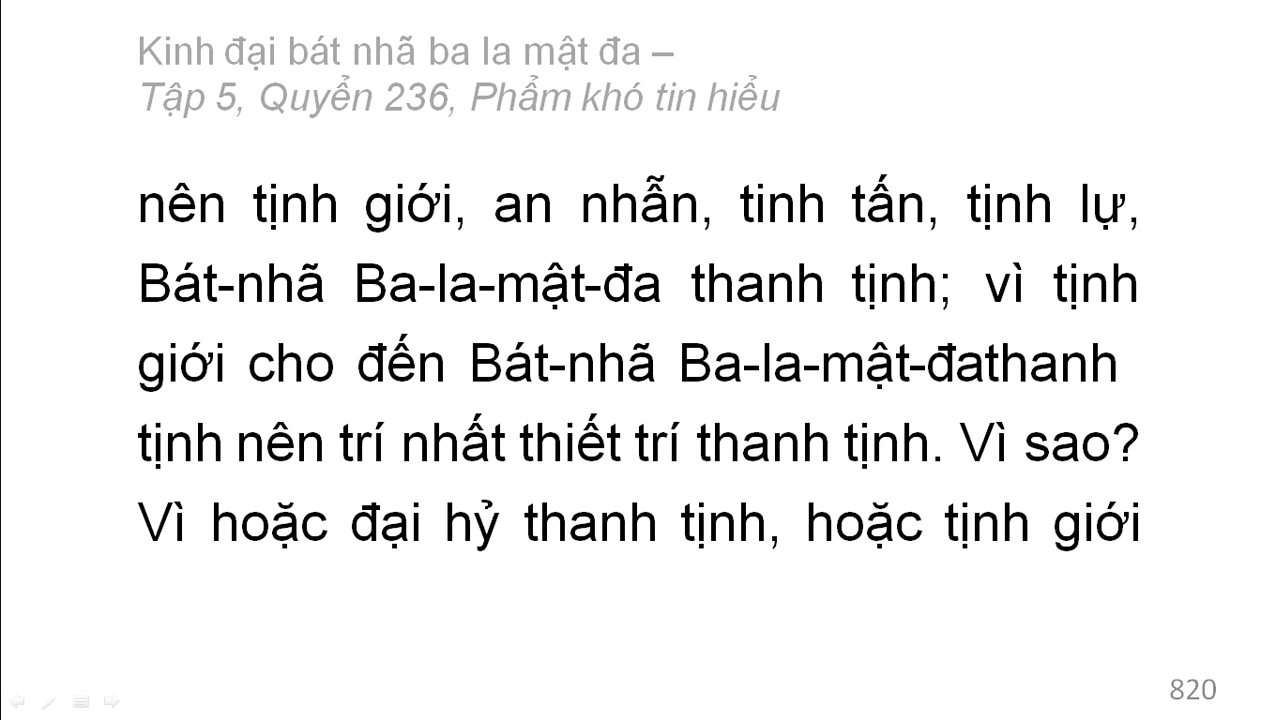 Kinh đại bát nhã ba la mật đa –
Tập 5, Quyển 236, Phẩm khó tin hiểu
nên tịnh giới, an nhẫn, tinh tấn, tịnh lự,
Bát-nhã Ba-la-mật-đa thanh tịnh; vì tịnh
giới cho đến Bát-nhã Ba-la-mật-đathanh
tịnh nên trí nhất thiết trí thanh tịnh. Vì sao?
Vì hoặc đại hỷ thanh tịnh, hoặc tịnh giới
820